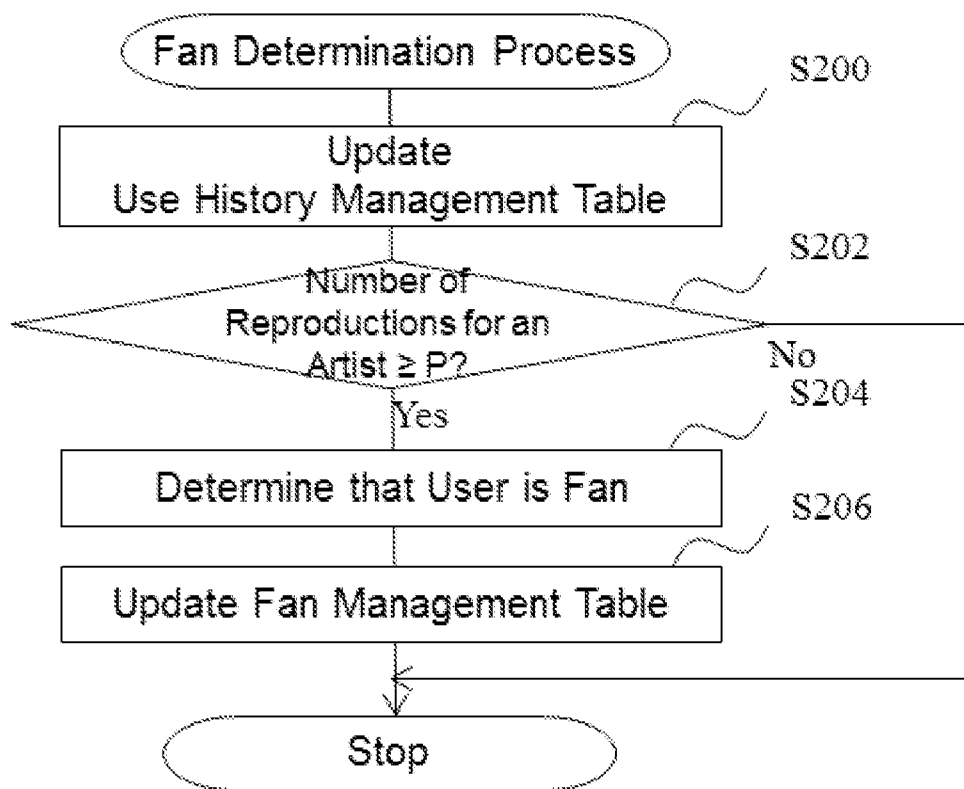 Fan Determination Process
S200
Update
Use History Management Table
S202
Number of
Reproductions for an
Artist ≥ P?
No
Yes
S204
Determine that User is Fan
S206
Update Fan Management Table
Stop